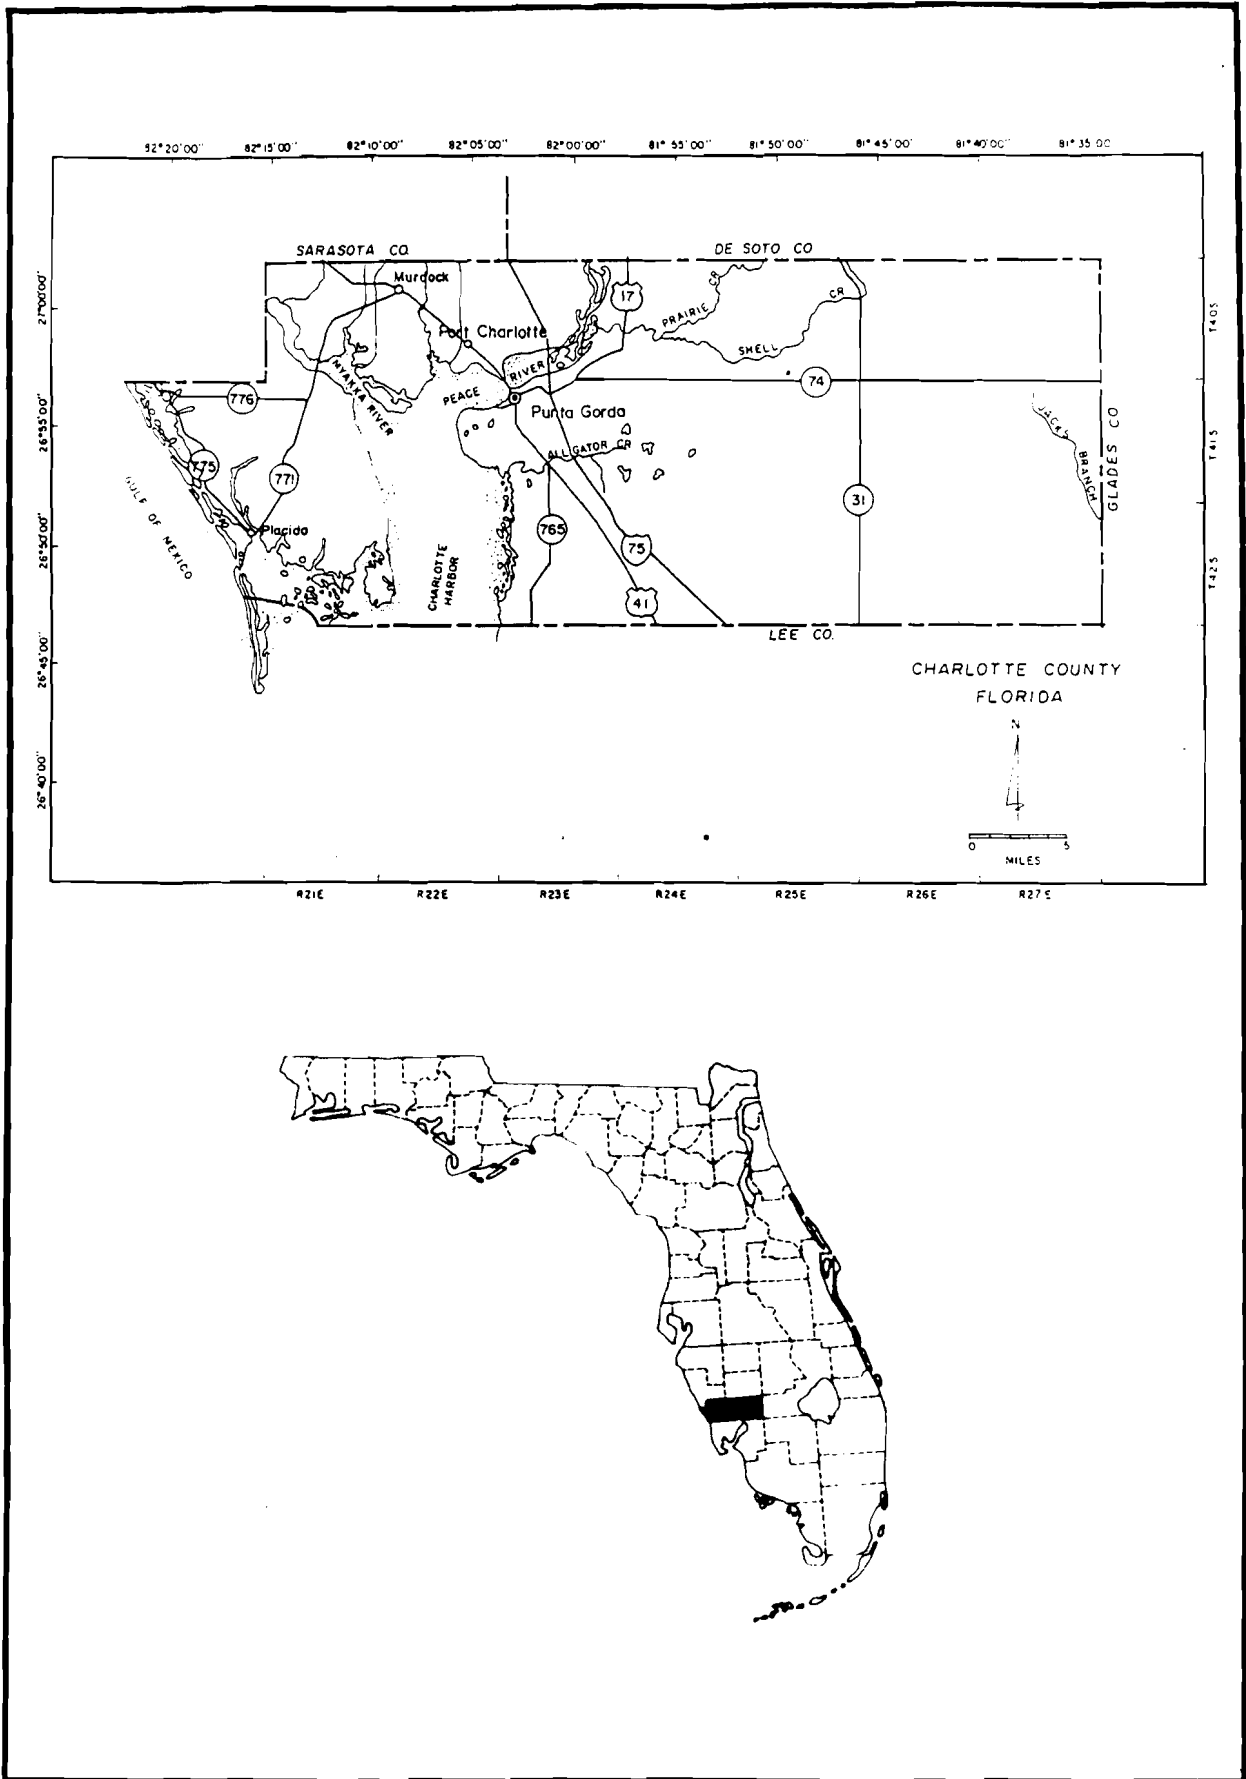 92°20'00" 82°15'00" 82°10'00" 82°05'00" 82°00'00" 81°55'00" 81°50'00" 81°45'00" 81°40'00" 81°35'00
SARASOTA CO.
DE SOTO CO
Murdock
17
PRAIRIE CR
SHELL CR
Port Charlotte
PEACE RIVER
MYAKKA RIVER
74
776
Punta Gorda
ALLIGATOR CR
JACKS BRANCH
GLADES CO
775
771
31
GULF OF MEXICO
Placida
765
75
CHARLOTTE
HARBOR
41
LEE CO.
27°00'00"
26°55'00"
26°50'00"
26°45'00"
26°40'00"
T40S
T41S
T42S
CHARLOTTE COUNTY
FLORIDA
N
0 5
MILES
R21E R22E R23E R24E R25E R26E R27E